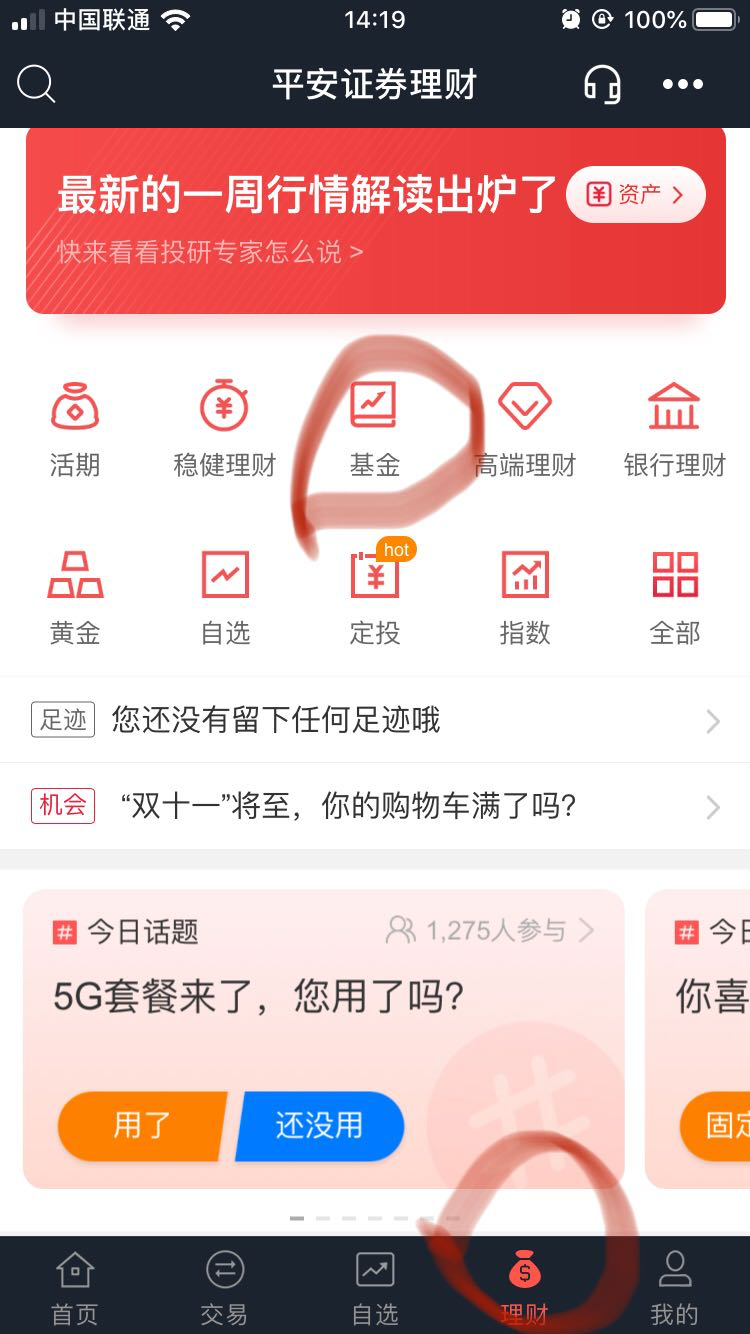 中国联通 14:19 100%
平安证券理财
最新的一周行情解读出炉了 ¥ 资产 >
快来看看投研专家怎么说 >
活期 稳健理财 基金 高端理财 银行理财
hot
黄金 自选 定投 指数 全部
足迹 您还没有留下任何足迹哦
机会 “双十一”将至，你的购物车满了吗?
# 今日话题 1,275人参与 # 今日
5G套餐来了，您用了吗? 你喜
用了 还没用 固定
首页 交易 自选 理财 我的